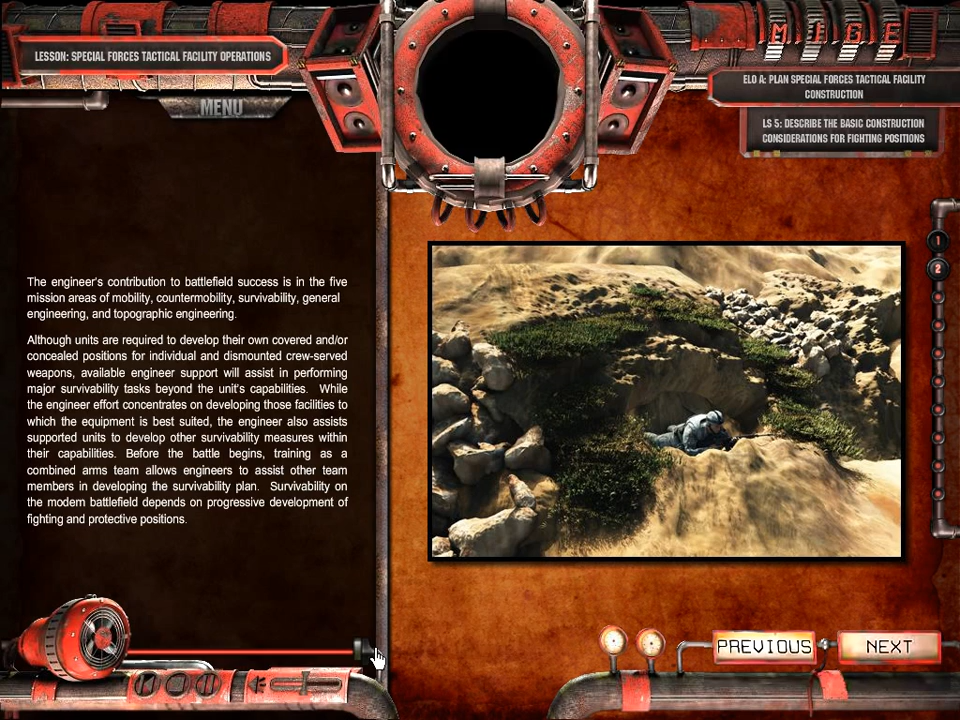 LESSON: SPECIAL FORCES TACTICAL FACILITY OPERATIONS
MENU
M I G E
ELO A: PLAN SPECIAL FORCES TACTICAL FACILITY
CONSTRUCTION
LS 5: DESCRIBE THE BASIC CONSTRUCTION
CONSIDERATIONS FOR FIGHTING POSITIONS
The engineer's contribution to battlefield success is in the five
mission areas of mobility, countermobility, survivability, general
engineering, and topographic engineering.
Although units are required to develop their own covered and/or
concealed positions for individual and dismounted crew-served
weapons, available engineer support will assist in performing
major survivability tasks beyond the unit's capabilities. While
the engineer effort concentrates on developing those facilities to
which the equipment is best suited, the engineer also assists
supported units to develop other survivability measures within
their capabilities. Before the battle begins, training as a
combined arms team allows engineers to assist other team
members in developing the survivability plan. Survivability on
the modern battlefield depends on progressive development of
fighting and protective positions.
1
2
PREVIOUS
NEXT